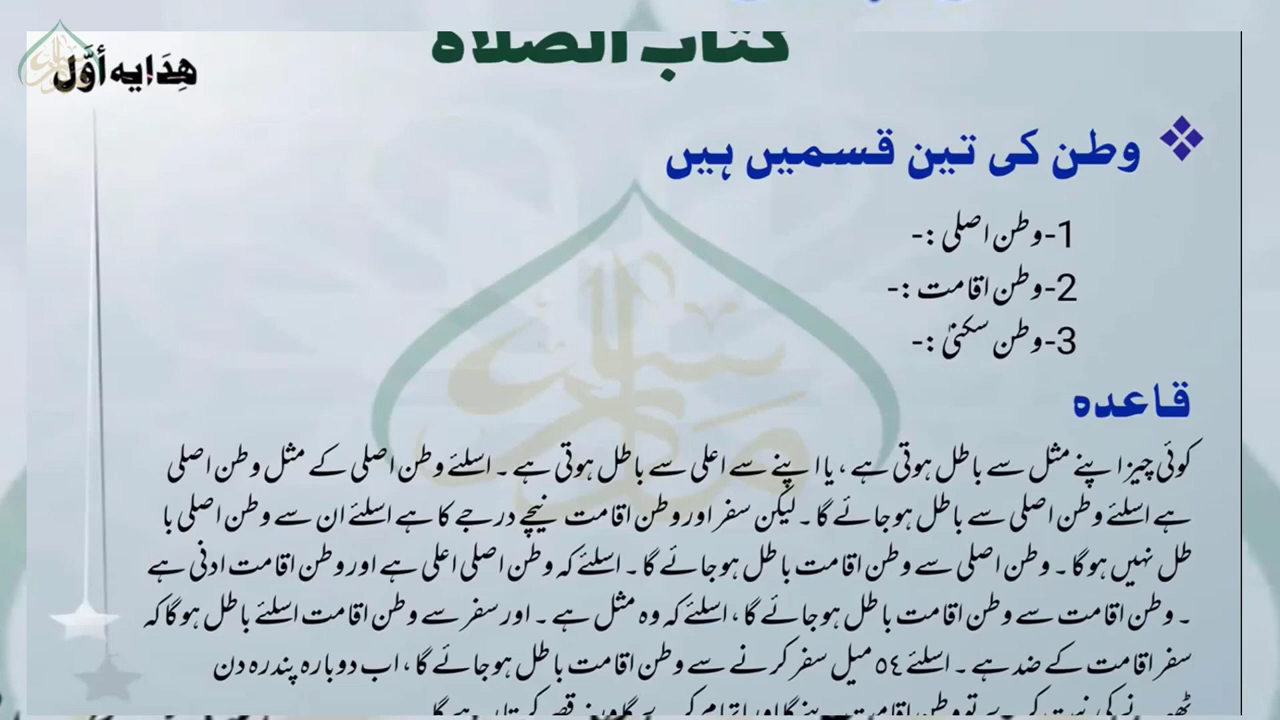 کتاب الصلاة
هِدَايه أوَّل
وطن کی تین قسمیں ہیں
1-وطن اصلی :-
2-وطن اقامت :-
3-وطن سکنیٰ :-
قاعدہ
کوئی چیز اپنے مثل سے باطل ہوتی ہے ، یا اپنے سے اعلی سے باطل ہوتی ہے ۔ اسلئے وطن اصلی کے مثل وطن اصلی
ہے اسلئے وطن اصلی سے باطل ہو جائے گا ۔ لیکن سفر اور وطن اقامت نیچے درجے کا ہے اسلئے ان سے وطن اصلی با
طل نہیں ہوگا ۔ وطن اصلی سے وطن اقامت باطل ہو جائے گا ۔ اسلئے کہ وطن اصلی اعلی ہے اور وطن اقامت ادنی ہے
۔ وطن اقامت سے وطن اقامت باطل ہو جائے گا ، اسلئے کہ وہ مثل ہے ۔ اور سفر سے وطن اقامت اسلئے باطل ہوگا کہ
سفر اقامت کے ضد ہے ۔ اسلئے ٥٤ میل سفر کرنے سے وطن اقامت باطل ہو جائے گا ، اب دوبارہ پندرہ دن